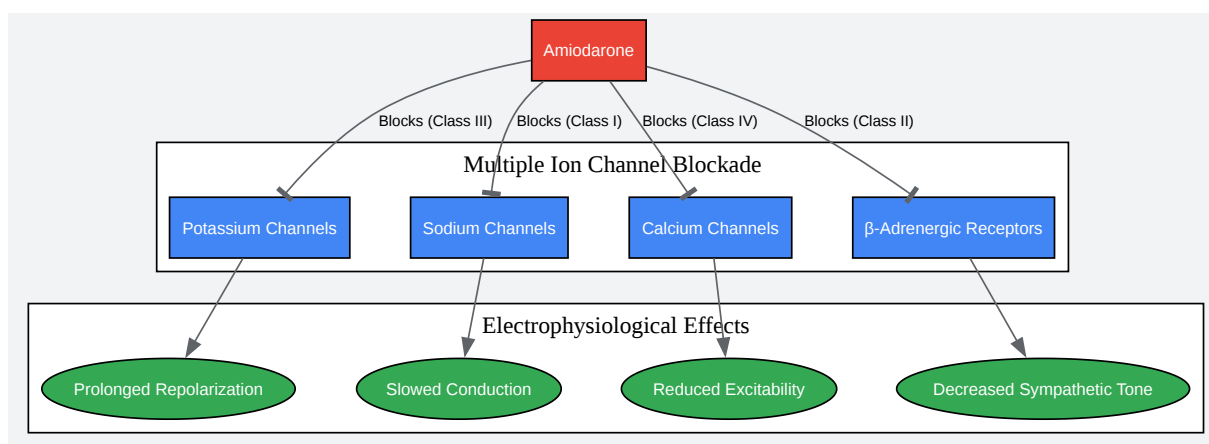 Amiodarone
Blocks (Class III)
Blocks (Class I)
Blocks (Class IV)
Blocks (Class II)
Multiple Ion Channel Blockade
Potassium Channels
Sodium Channels
Calcium Channels
β-Adrenergic Receptors
Electrophysiological Effects
Prolonged Repolarization
Slowed Conduction
Reduced Excitability
Decreased Sympathetic Tone